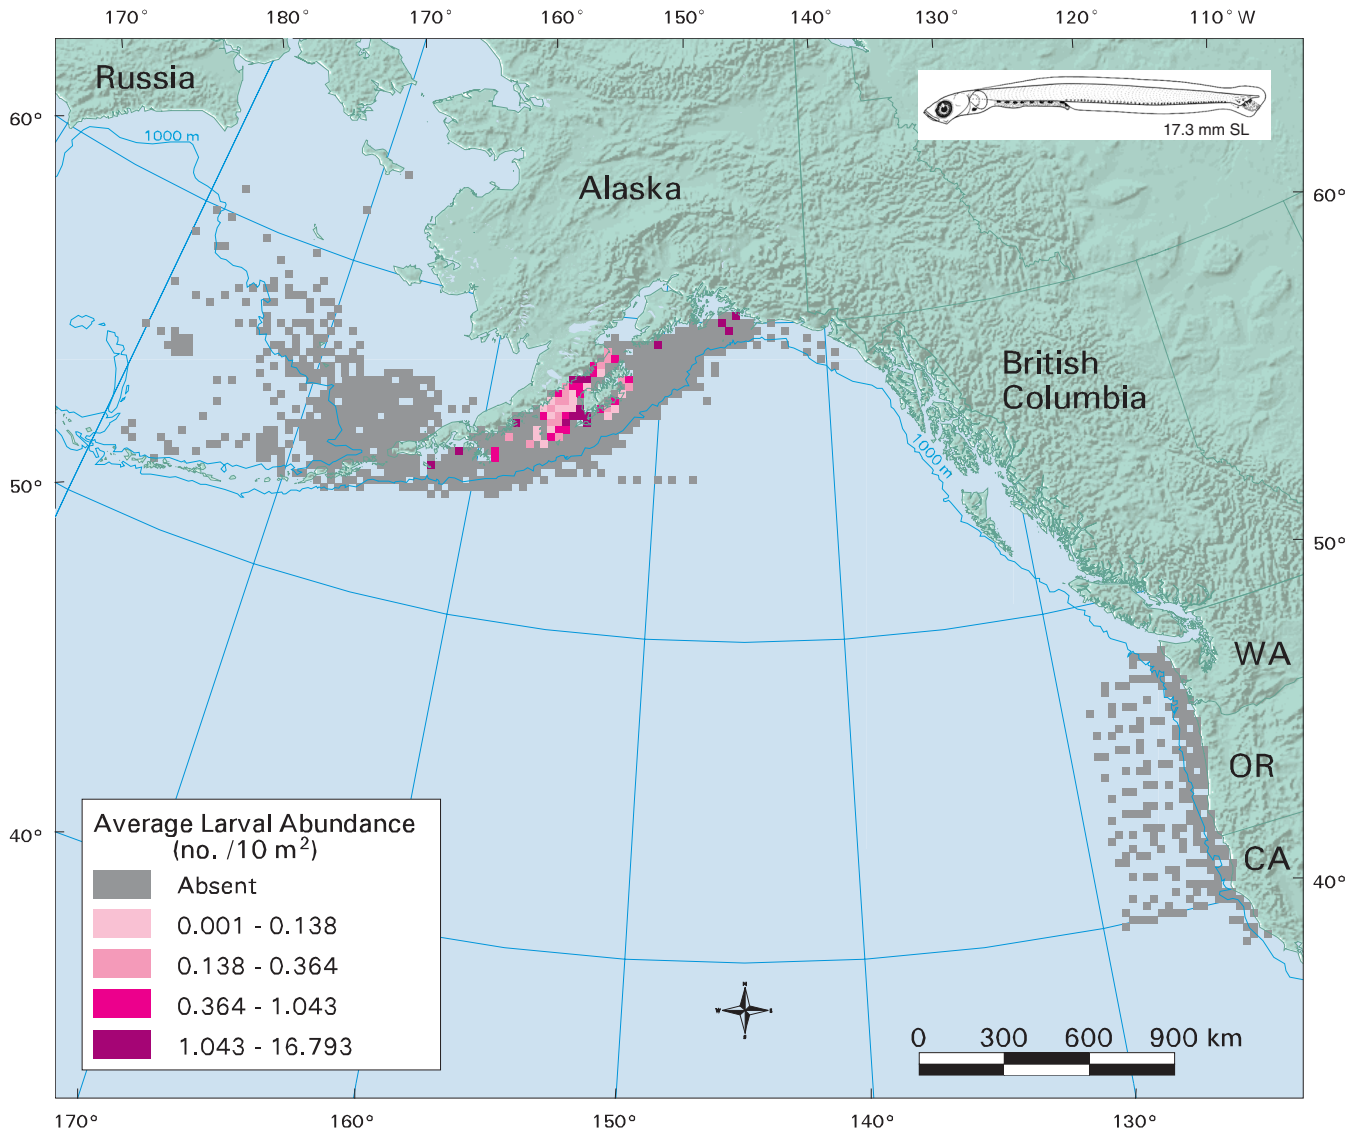 170°
180°
170°
160°
150°
140°
130°
120°
110° W
Russia
60°
1000 m
17.3 mm SL
Alaska
60°
British
Columbia
1000 m
50°
50°
WA
OR
CA
40°
40°
Average Larval Abundance
(no. /10 m²)
Absent
0.001 - 0.138
0.138 - 0.364
0.364 - 1.043
1.043 - 16.793
N
W
S
0 300 600 900 km
170°
160°
150°
140°
130°